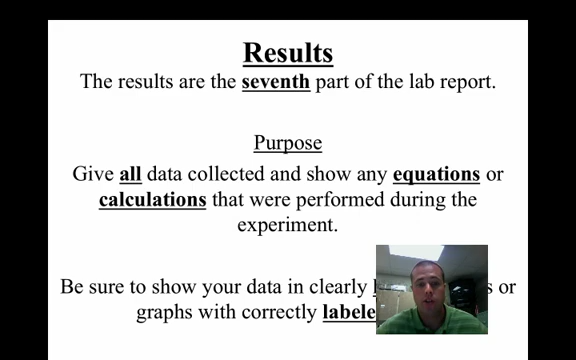 Results
The results are the seventh part of the lab report.
Purpose
Give all data collected and show any equations or
calculations that were performed during the
experiment.
Be sure to show your data in clearly or
graphs with correctly